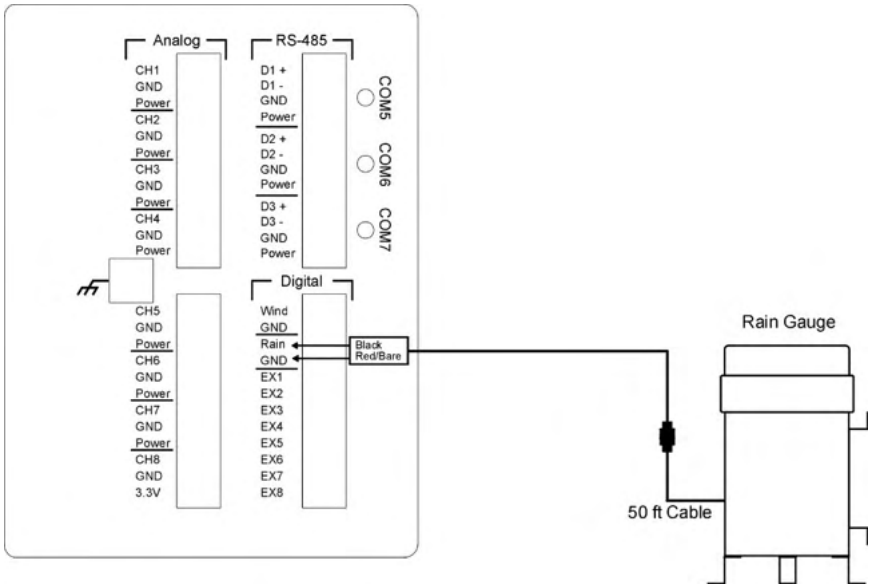 Analog
CH1
GND
Power
CH2
GND
Power
CH3
GND
Power
CH4
GND
Power
CH5
GND
Power
CH6
GND
Power
CH7
GND
Power
CH8
GND
3.3V
RS-485
D1 +
D1 -
GND
Power
D2 +
D2 -
GND
Power
D3 +
D3 -
GND
Power
COM5
COM6
COM7
Digital
Wind
GND
Rain
GND
EX1
EX2
EX3
EX4
EX5
EX6
EX7
EX8
Black
Red/Bare
Rain Gauge
50 ft Cable